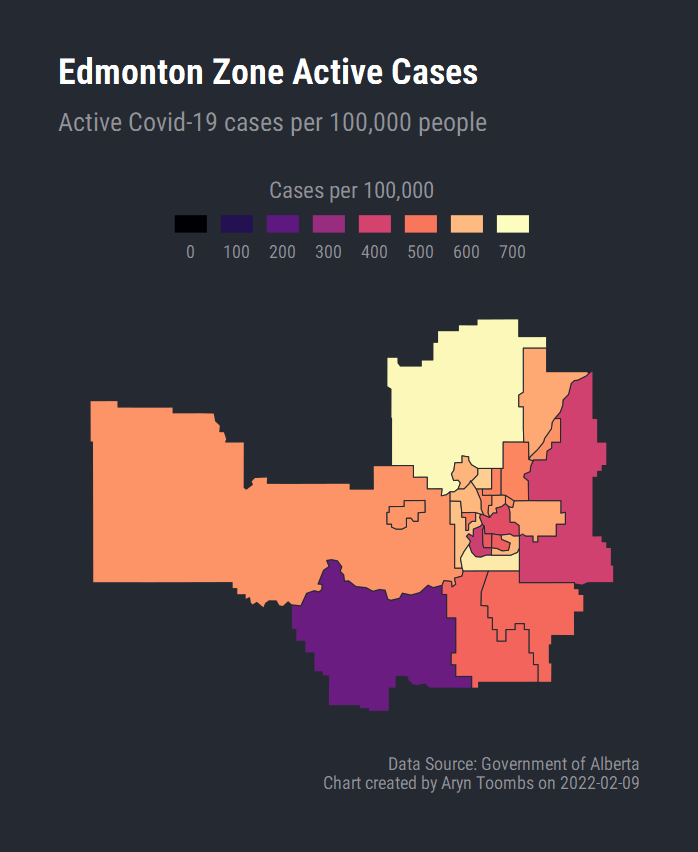 Edmonton Zone Active Cases
Active Covid-19 cases per 100,000 people
Cases per 100,000
0 100 200 300 400 500 600 700
Data Source: Government of Alberta
Chart created by Aryn Toombs on 2022-02-09